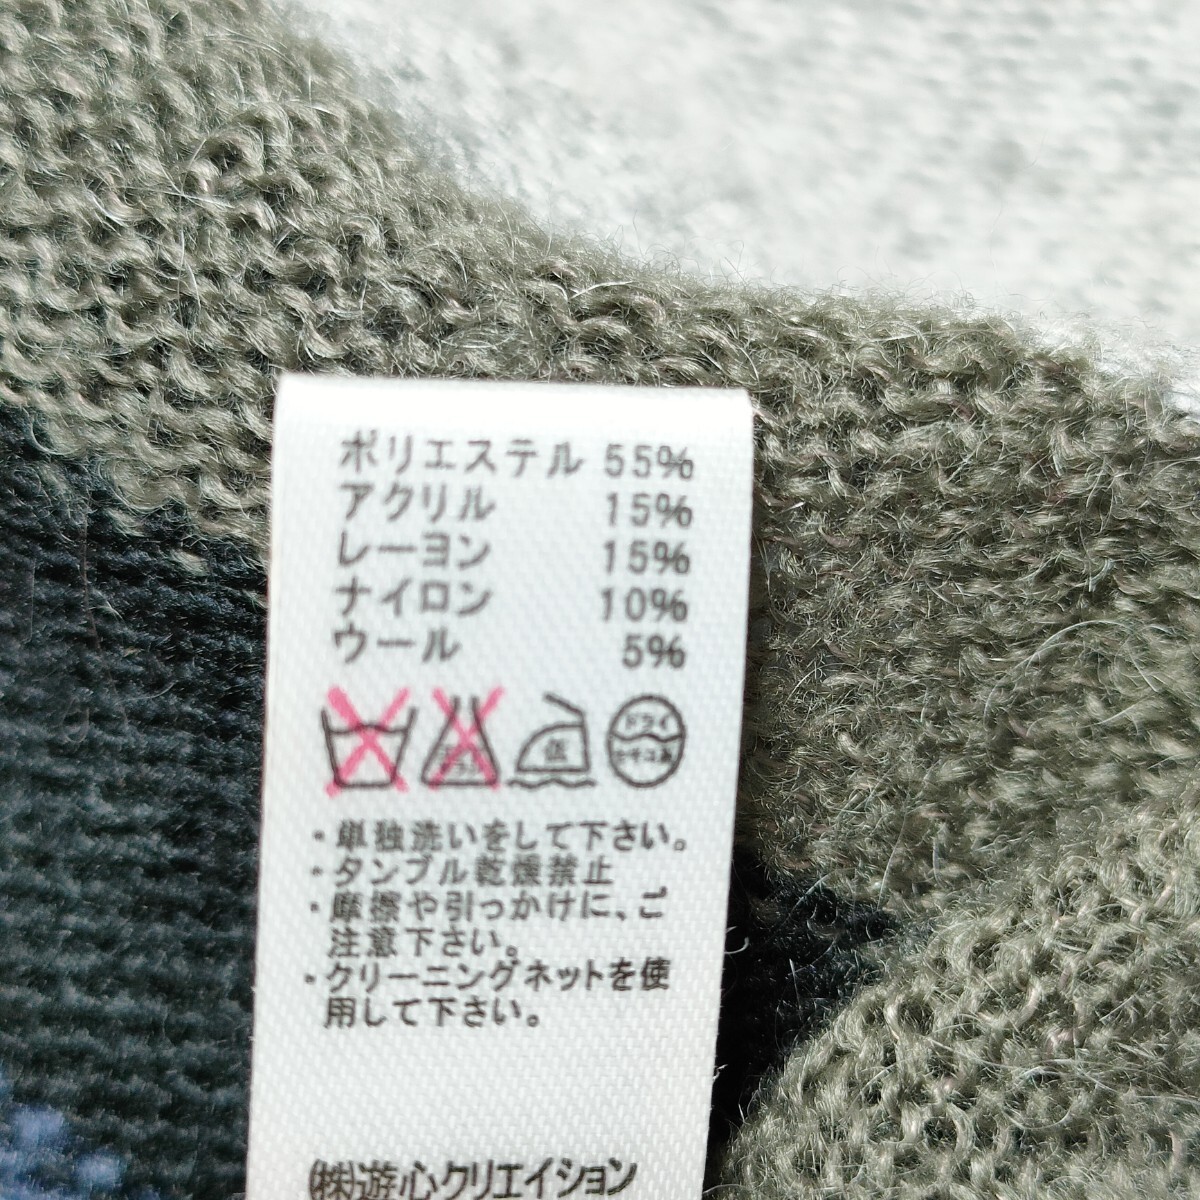 ポリエステル 55%
アクリル 15%
レーヨン 15%
ナイロン 10%
ウール 5%
低 ドライ
・単独洗いをして下さい。
・タンブル乾燥禁止
・摩擦や引っかけに、ご
注意下さい。
・クリーニングネットを使
用して下さい。
㈱遊心クリエイション